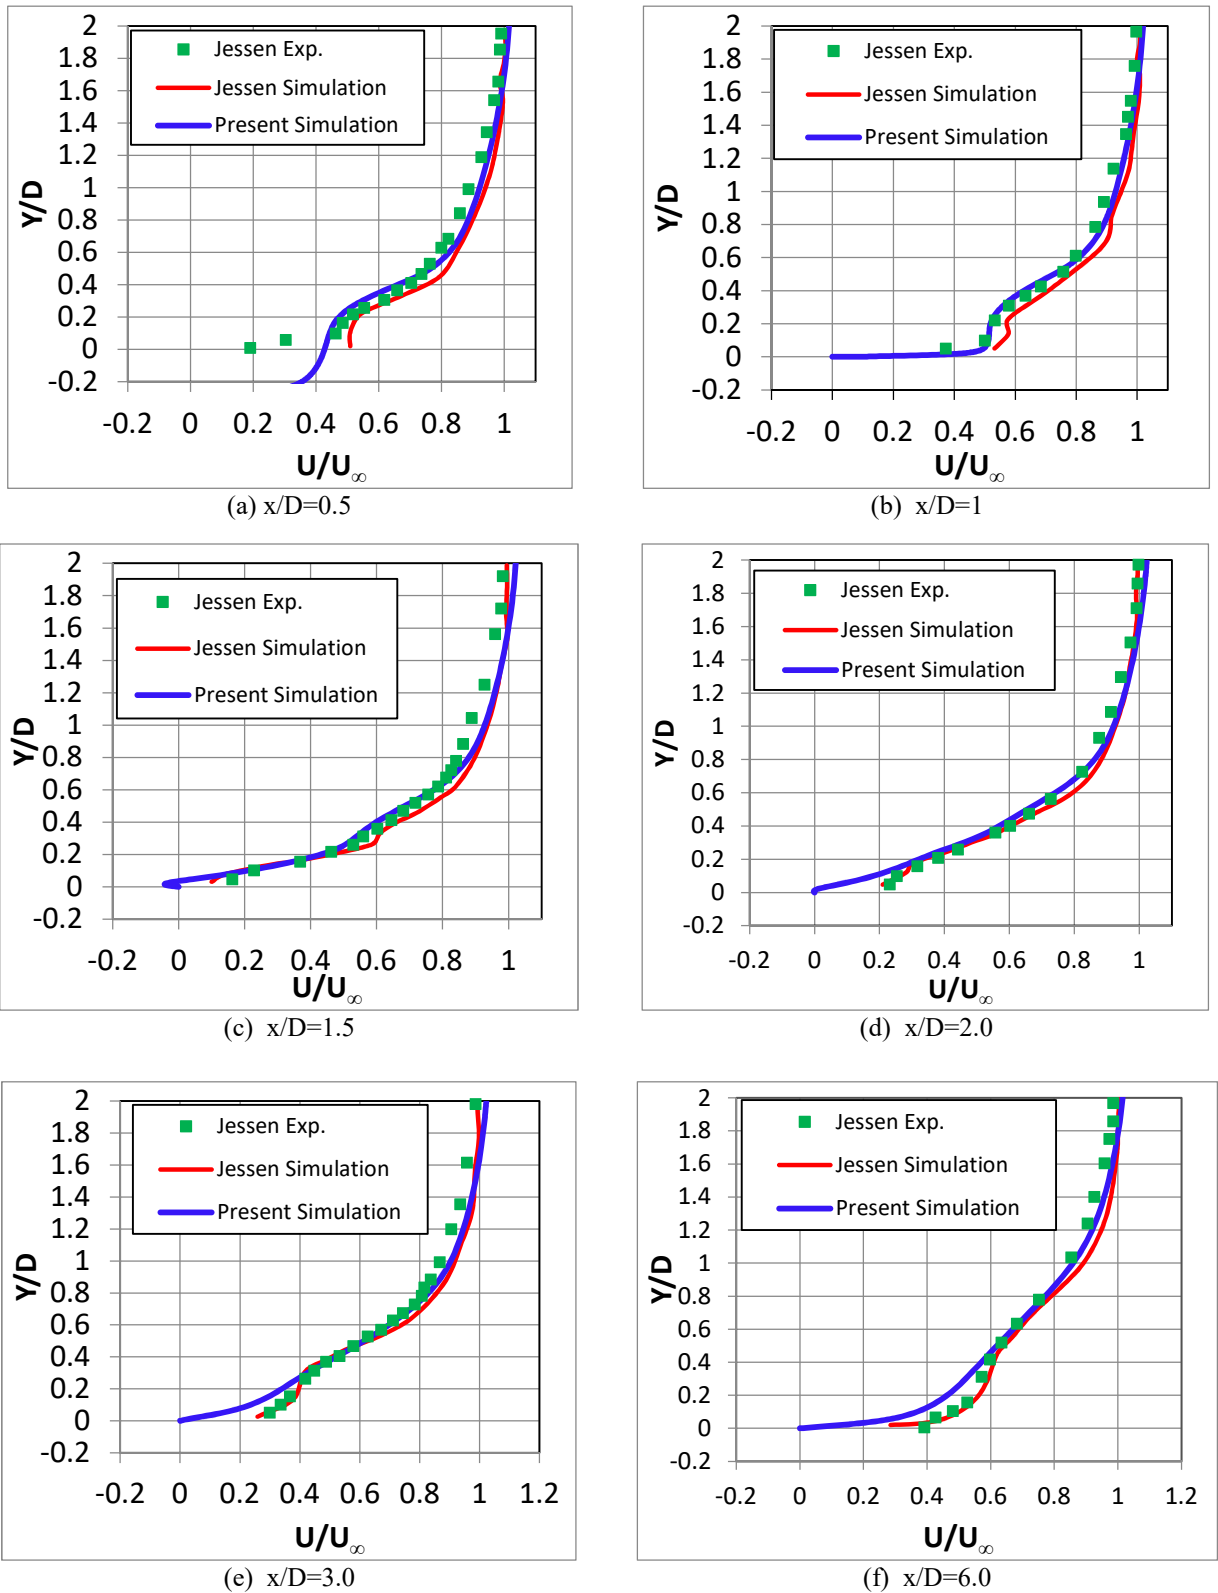 2
1.8
1.6
1.4
1.2
1
0.8
0.6
0.4
0.2
0
-0.2
Y/D
Jessen Exp.
Jessen Simulation
Present Simulation
-0.2 0 0.2 0.4 0.6 0.8 1
U/U∞
(a) x/D=0.5
2
1.8
1.6
1.4
1.2
1
0.8
0.6
0.4
0.2
0
-0.2
Y/D
Jessen Exp.
Jessen Simulation
Present Simulation
-0.2 0 0.2 0.4 0.6 0.8 1
U/U∞
(b) x/D=1
2
1.8
1.6
1.4
1.2
1
0.8
0.6
0.4
0.2
0
-0.2
Y/D
Jessen Exp.
Jessen Simulation
Present Simulation
-0.2 0 0.2 0.4 0.6 0.8 1
U/U∞
(c) x/D=1.5
2
1.8
1.6
1.4
1.2
1
0.8
0.6
0.4
0.2
0
-0.2
Y/D
Jessen Exp.
Jessen Simulation
Present Simulation
-0.2 0 0.2 0.4 0.6 0.8 1
U/U∞
(d) x/D=2.0
2
1.8
1.6
1.4
1.2
1
0.8
0.6
0.4
0.2
0
-0.2
Y/D
Jessen Exp.
Jessen Simulation
Present Simulation
-0.2 0 0.2 0.4 0.6 0.8 1 1.2
U/U∞
(e) x/D=3.0
2
1.8
1.6
1.4
1.2
1
0.8
0.6
0.4
0.2
0
-0.2
Y/D
Jessen Exp.
Jessen Simulation
Present Simulation
-0.2 0 0.2 0.4 0.6 0.8 1 1.2
U/U∞
(f) x/D=6.0